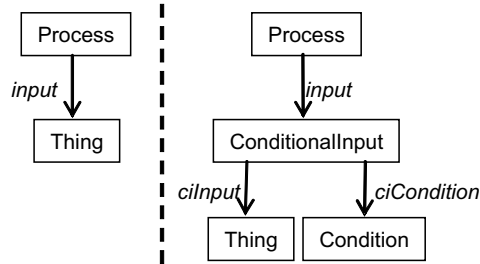 Process
input
Thing
Process
input
ConditionalInput
ciInput
ciCondition
Thing
Condition